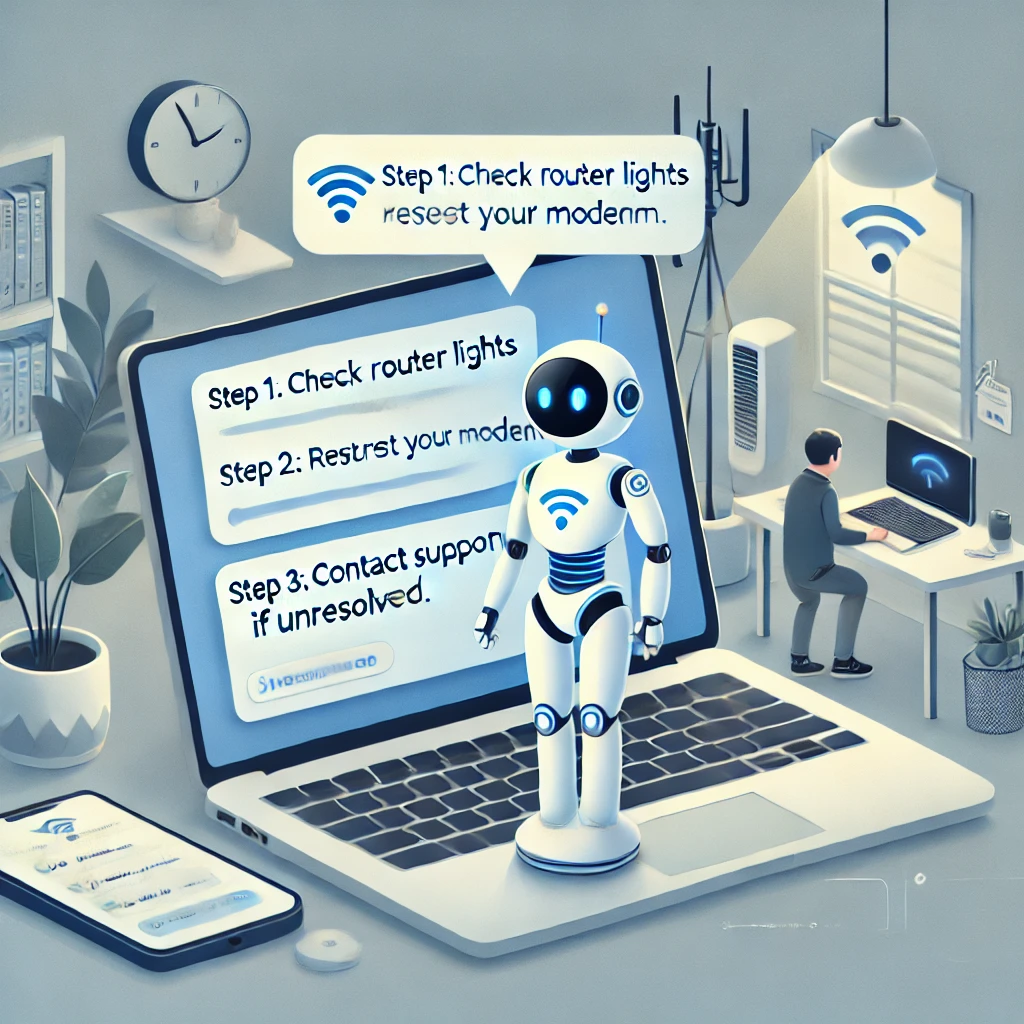 Step 1: Check router lights
resest your modenm.
Step 1. Check router lights
Step 2: Restrst your modem
Step 3: Contact suppon
if unresolved.